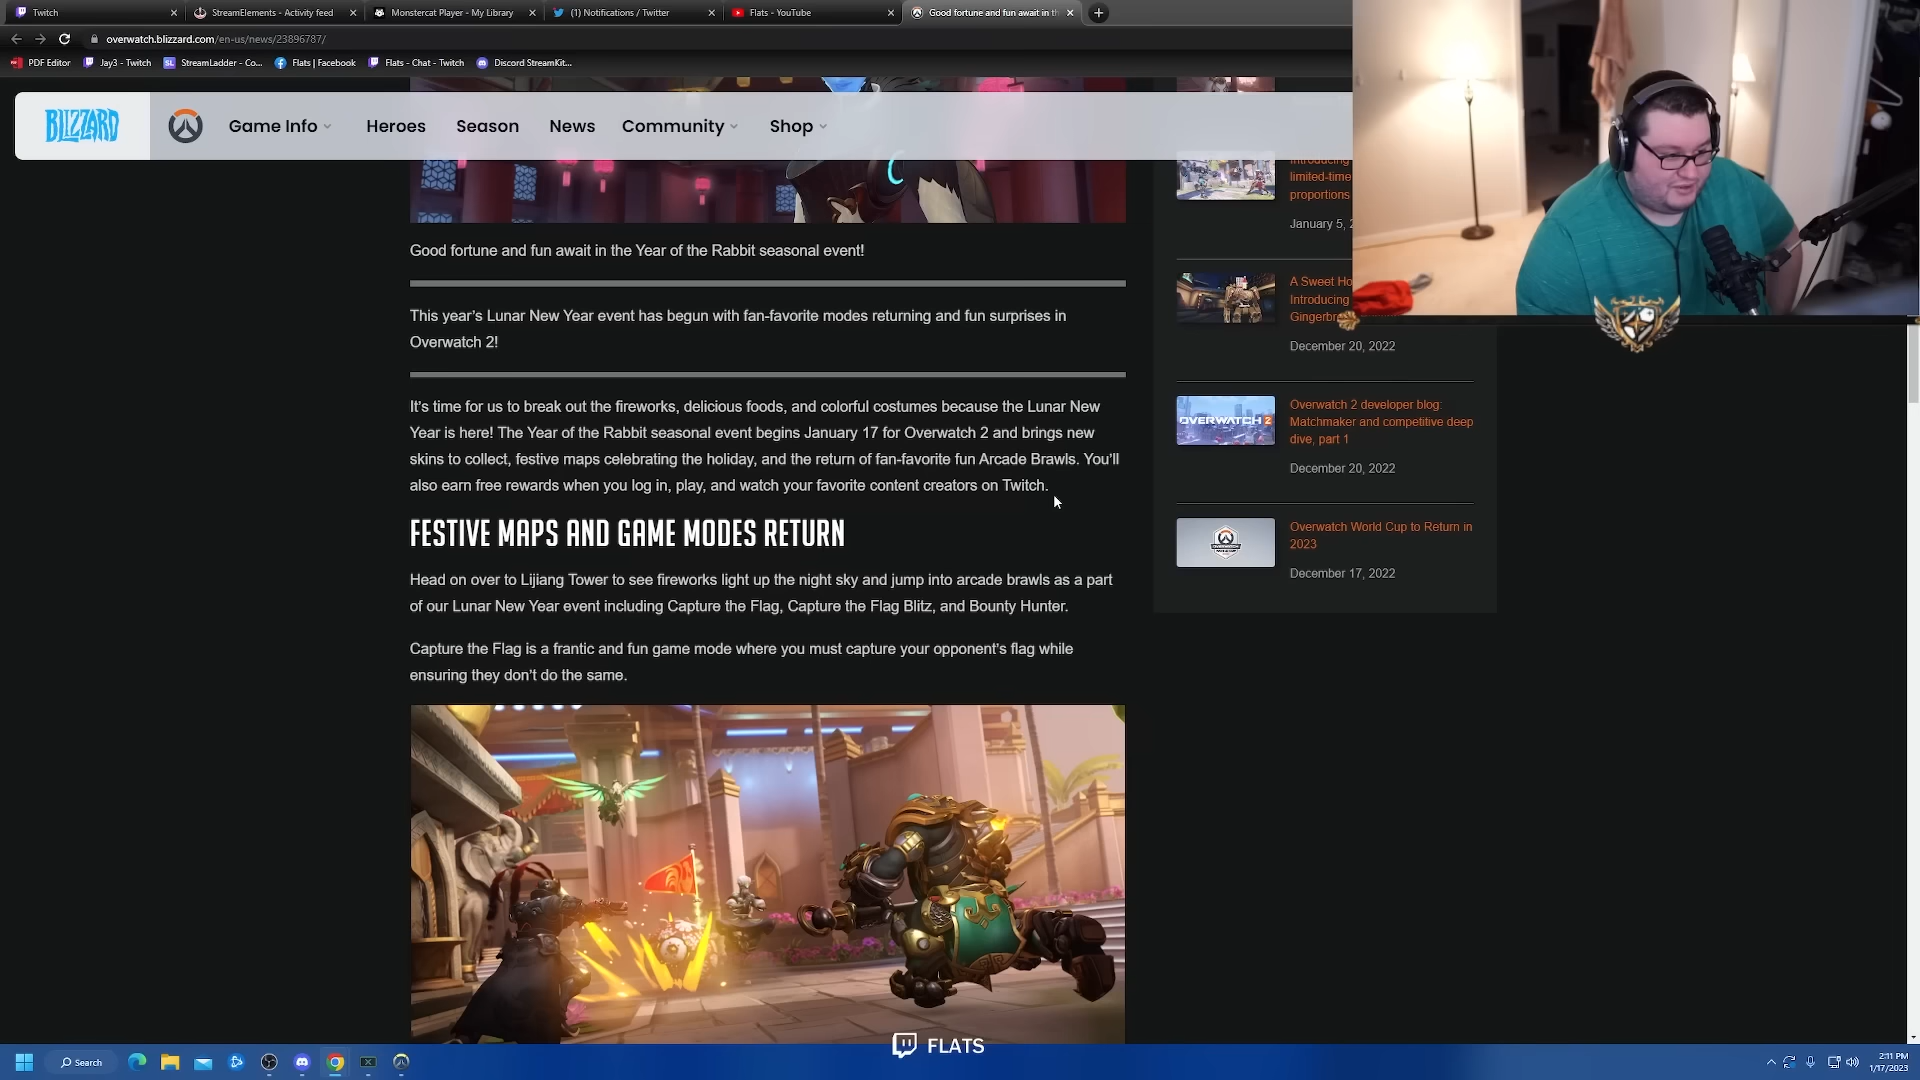 Twitch
StreamElements - Activity feed
Monstercat Player - My Library
(1) Notifications / Twitter
Flats - YouTube
Good fortune and fun await in th
overwatch.blizzard.com/en-us/news/23896787/
PDF Editor
Jay3 - Twitch
StreamLadder - Co...
Flats | Facebook
Flats - Chat - Twitch
Discord StreamKit...
BLIZZARD
Game Info
Heroes
Season
News
Community
Shop
Good fortune and fun await in the Year of the Rabbit seasonal event!
This year's Lunar New Year event has begun with fan-favorite modes returning and fun surprises in
Overwatch 2!
It's time for us to break out the fireworks, delicious foods, and colorful costumes because the Lunar New
Year is here! The Year of the Rabbit seasonal event begins January 17 for Overwatch 2 and brings new
skins to collect, festive maps celebrating the holiday, and the return of fan-favorite fun Arcade Brawls. You'll
also earn free rewards when you log in, play, and watch your favorite content creators on Twitch.
FESTIVE MAPS AND GAME MODES RETURN
Head on over to Lijiang Tower to see fireworks light up the night sky and jump into arcade brawls as a part
of our Lunar New Year event including Capture the Flag, Capture the Flag Blitz, and Bounty Hunter.
Capture the Flag is a frantic and fun game mode where you must capture your opponent's flag while
ensuring they don't do the same.
Introducing
limited-time
proportions
January 5, 2
A Sweet Ho
Introducing
Gingerbr
December 20, 2022
OVERWATCH 2
Overwatch 2 developer blog:
Matchmaker and competitive deep
dive, part 1
December 20, 2022
Overwatch World Cup to Return in
2023
December 17, 2022
FLATS
Search
2:11 PM
1/17/2023